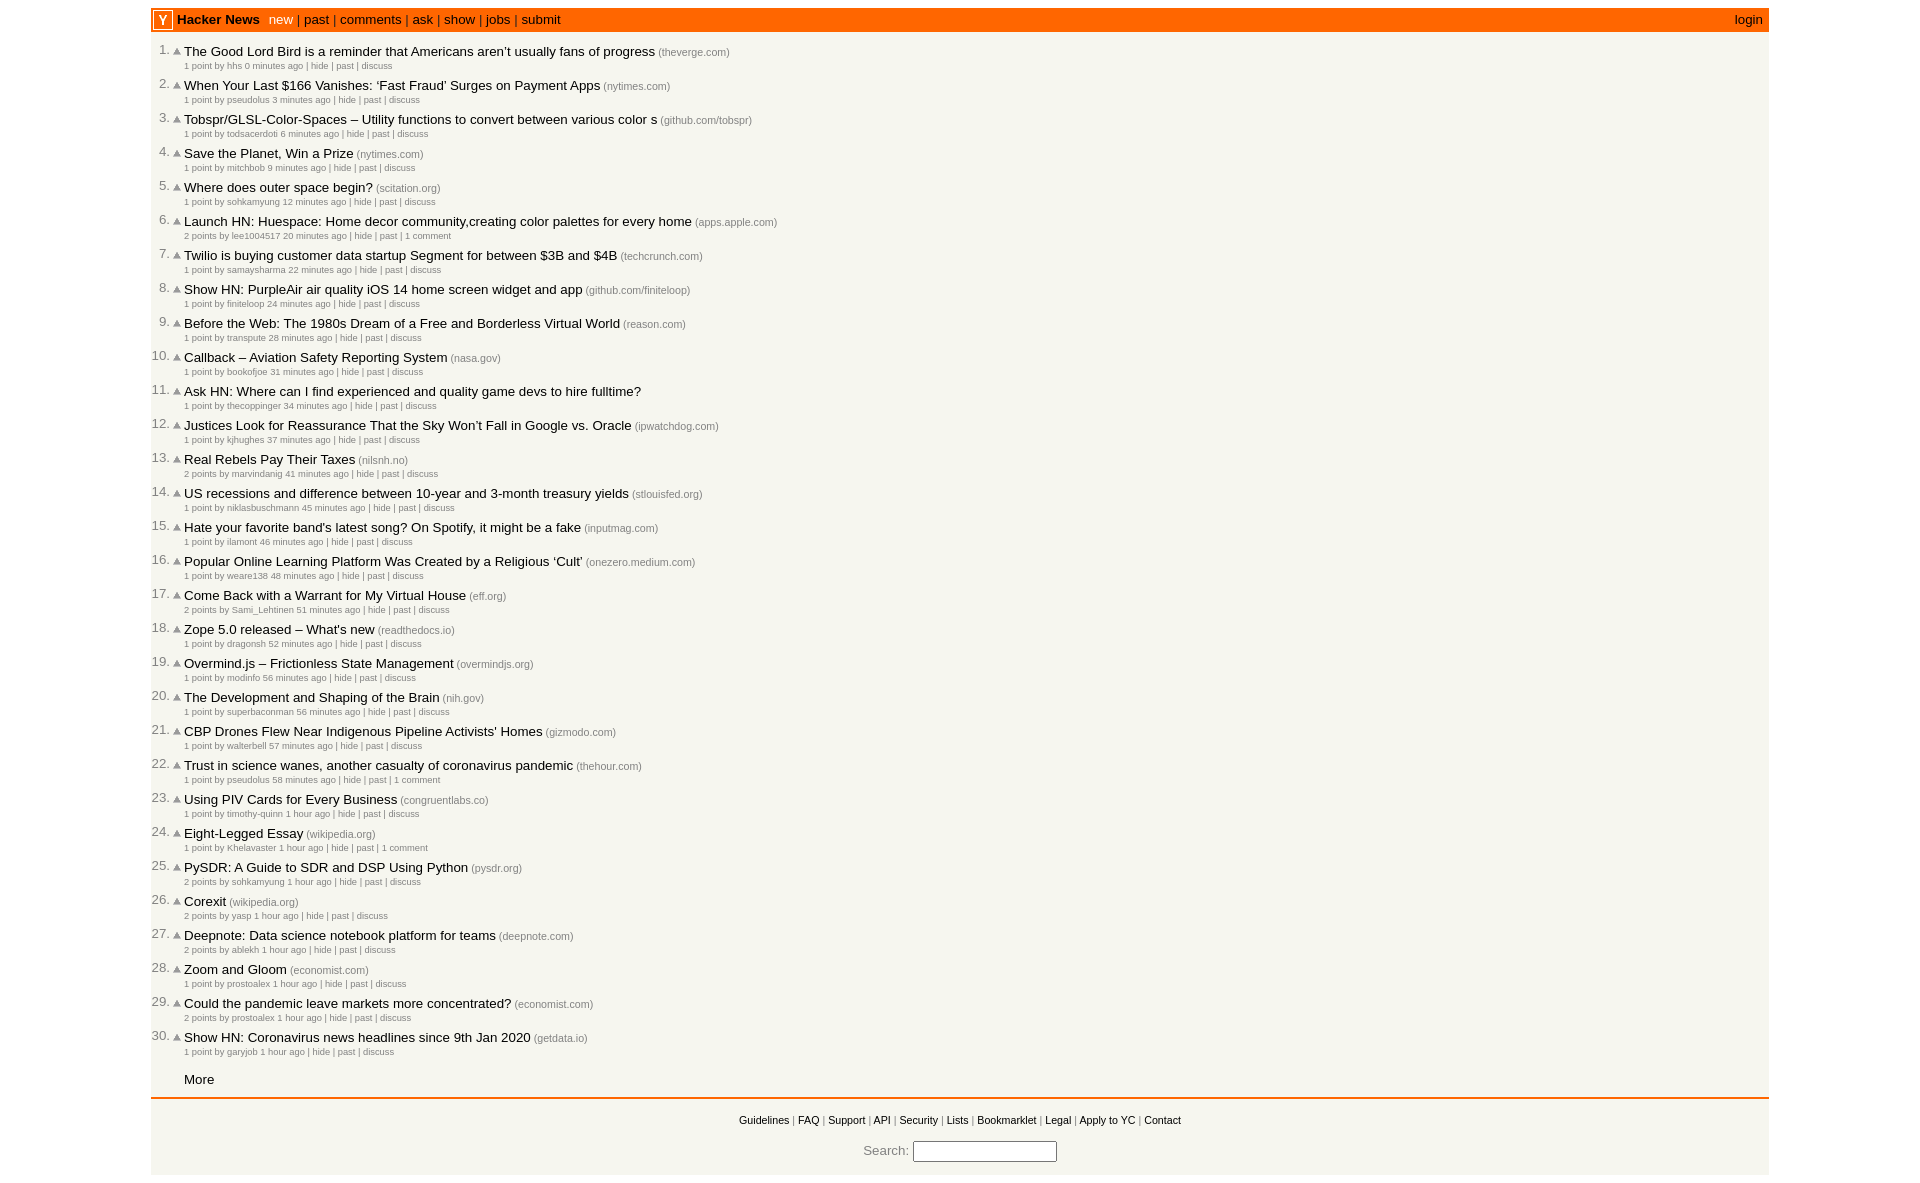 Y Hacker News new | past | comments | ask | show | jobs | submit login
1. The Good Lord Bird is a reminder that Americans aren’t usually fans of progress (theverge.com)
1 point by hhs 0 minutes ago | hide | past | discuss
2. When Your Last $166 Vanishes: ‘Fast Fraud’ Surges on Payment Apps (nytimes.com)
1 point by pseudolus 3 minutes ago | hide | past | discuss
3. Tobspr/GLSL-Color-Spaces – Utility functions to convert between various color s (github.com/tobspr)
1 point by todsacerdoti 6 minutes ago | hide | past | discuss
4. Save the Planet, Win a Prize (nytimes.com)
1 point by mitchbob 9 minutes ago | hide | past | discuss
5. Where does outer space begin? (scitation.org)
1 point by sohkamyung 12 minutes ago | hide | past | discuss
6. Launch HN: Huespace: Home decor community,creating color palettes for every home (apps.apple.com)
2 points by lee1004517 20 minutes ago | hide | past | 1 comment
7. Twilio is buying customer data startup Segment for between $3B and $4B (techcrunch.com)
1 point by samaysharma 22 minutes ago | hide | past | discuss
8. Show HN: PurpleAir air quality iOS 14 home screen widget and app (github.com/finiteloop)
1 point by finiteloop 24 minutes ago | hide | past | discuss
9. Before the Web: The 1980s Dream of a Free and Borderless Virtual World (reason.com)
1 point by transpute 28 minutes ago | hide | past | discuss
10. Callback – Aviation Safety Reporting System (nasa.gov)
1 point by bookofjoe 31 minutes ago | hide | past | discuss
11. Ask HN: Where can I find experienced and quality game devs to hire fulltime?
1 point by thecoppinger 34 minutes ago | hide | past | discuss
12. Justices Look for Reassurance That the Sky Won’t Fall in Google vs. Oracle (ipwatchdog.com)
1 point by kjhughes 37 minutes ago | hide | past | discuss
13. Real Rebels Pay Their Taxes (nilsnh.no)
2 points by marvindanig 41 minutes ago | hide | past | discuss
14. US recessions and difference between 10-year and 3-month treasury yields (stlouisfed.org)
1 point by niklasbuschmann 45 minutes ago | hide | past | discuss
15. Hate your favorite band's latest song? On Spotify, it might be a fake (inputmag.com)
1 point by ilamont 46 minutes ago | hide | past | discuss
16. Popular Online Learning Platform Was Created by a Religious ‘Cult’ (onezero.medium.com)
1 point by weare138 48 minutes ago | hide | past | discuss
17. Come Back with a Warrant for My Virtual House (eff.org)
2 points by Sami_Lehtinen 51 minutes ago | hide | past | discuss
18. Zope 5.0 released – What's new (readthedocs.io)
1 point by dragonsh 52 minutes ago | hide | past | discuss
19. Overmind.js – Frictionless State Management (overmindjs.org)
1 point by modinfo 56 minutes ago | hide | past | discuss
20. The Development and Shaping of the Brain (nih.gov)
1 point by superbaconman 56 minutes ago | hide | past | discuss
21. CBP Drones Flew Near Indigenous Pipeline Activists' Homes (gizmodo.com)
1 point by walterbell 57 minutes ago | hide | past | discuss
22. Trust in science wanes, another casualty of coronavirus pandemic (thehour.com)
1 point by pseudolus 58 minutes ago | hide | past | 1 comment
23. Using PIV Cards for Every Business (congruentlabs.co)
1 point by timothy-quinn 1 hour ago | hide | past | discuss
24. Eight-Legged Essay (wikipedia.org)
1 point by Khelavaster 1 hour ago | hide | past | 1 comment
25. PySDR: A Guide to SDR and DSP Using Python (pysdr.org)
2 points by sohkamyung 1 hour ago | hide | past | discuss
26. Corexit (wikipedia.org)
2 points by yasp 1 hour ago | hide | past | discuss
27. Deepnote: Data science notebook platform for teams (deepnote.com)
2 points by ablekh 1 hour ago | hide | past | discuss
28. Zoom and Gloom (economist.com)
1 point by prostoalex 1 hour ago | hide | past | discuss
29. Could the pandemic leave markets more concentrated? (economist.com)
2 points by prostoalex 1 hour ago | hide | past | discuss
30. Show HN: Coronavirus news headlines since 9th Jan 2020 (getdata.io)
1 point by garyjob 1 hour ago | hide | past | discuss
More
Guidelines | FAQ | Support | API | Security | Lists | Bookmarklet | Legal | Apply to YC | Contact
Search: